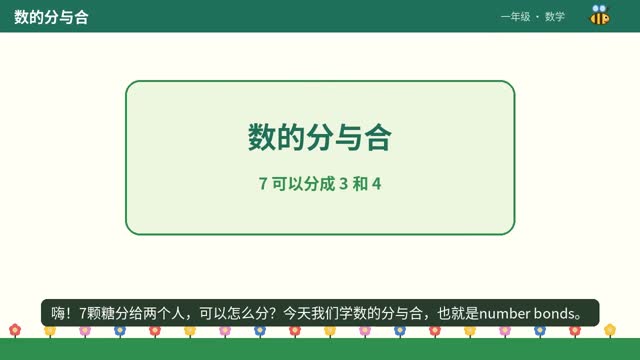 数的分与合
一年级 · 数学
数的分与合
7 可以分成 3 和 4
嗨！7颗糖分给两个人，可以怎么分？今天我们学数的分与合，也就是number bonds。